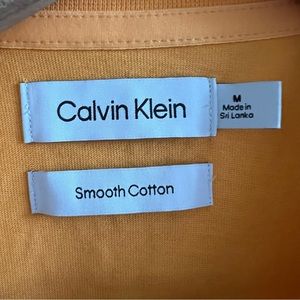 Calvin Klein
M
Made in
Sri Lanka
Smooth Cotton